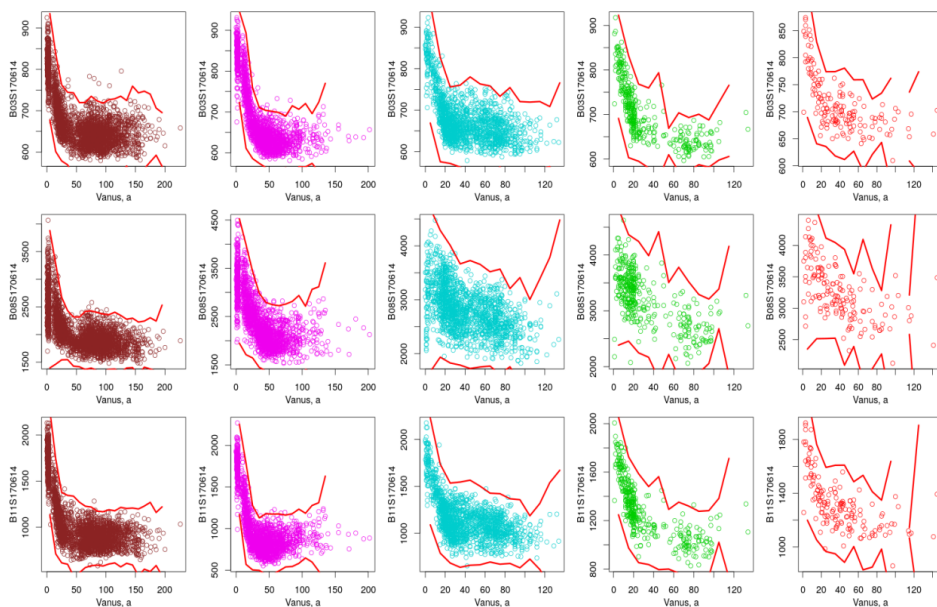 B03S170614
600 700 800 900
0 50 100 150 200
Vanus, a
B03S170614
600 700 800 900
0 50 100 150 200
Vanus, a
B03S170614
600 700 800 900
0 20 40 60 80 120
Vanus, a
B03S170614
600 700 800 900
0 20 40 60 80 120
Vanus, a
B03S170614
600 650 700 750 800 850
0 20 40 60 80 120
Vanus, a
B08S170614
1500 2500 3500
0 50 100 150 200
Vanus, a
B08S170614
1500 2500 3500 4500
0 50 100 150 200
Vanus, a
B08S170614
2000 3000 4000
0 20 40 60 80 120
Vanus, a
B08S170614
2000 3000 4000
0 20 40 60 80 120
Vanus, a
B08S170614
2500 3000 3500 4000
0 20 40 60 80 120
Vanus, a
B11S170614
1000 1500 2000
0 50 100 150 200
Vanus, a
B11S170614
500 1000 1500 2000
0 50 100 150 200
Vanus, a
B11S170614
1000 1500 2000
0 20 40 60 80 120
Vanus, a
B11S170614
800 1200 1600 2000
0 20 40 60 80 120
Vanus, a
B11S170614
1000 1400 1800
0 20 40 60 80 120
Vanus, a